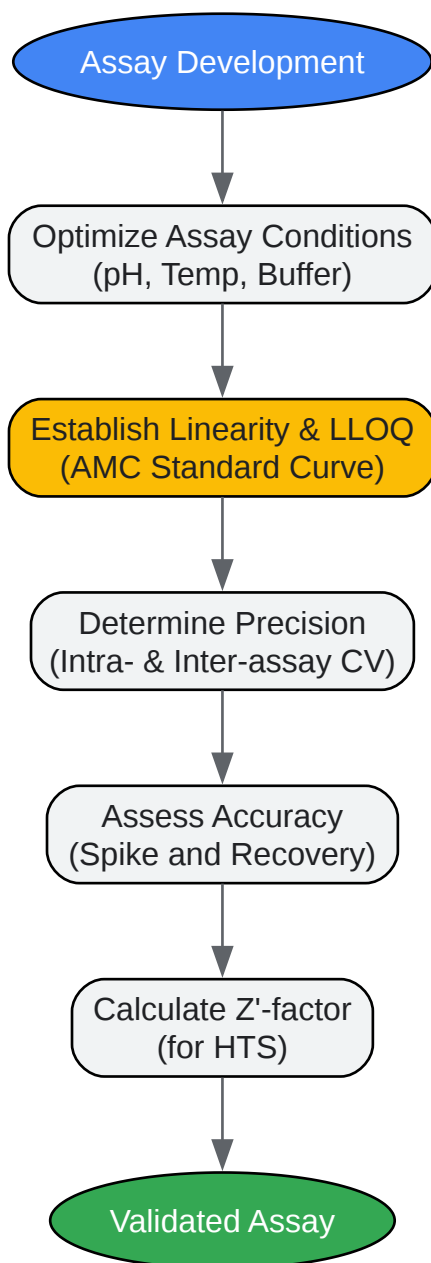 Assay Development
Optimize Assay Conditions
(pH, Temp, Buffer)
Establish Linearity & LLOQ
(AMC Standard Curve)
Determine Precision
(Intra- & Inter-assay CV)
Assess Accuracy
(Spike and Recovery)
Calculate Z'-factor
(for HTS)
Validated Assay